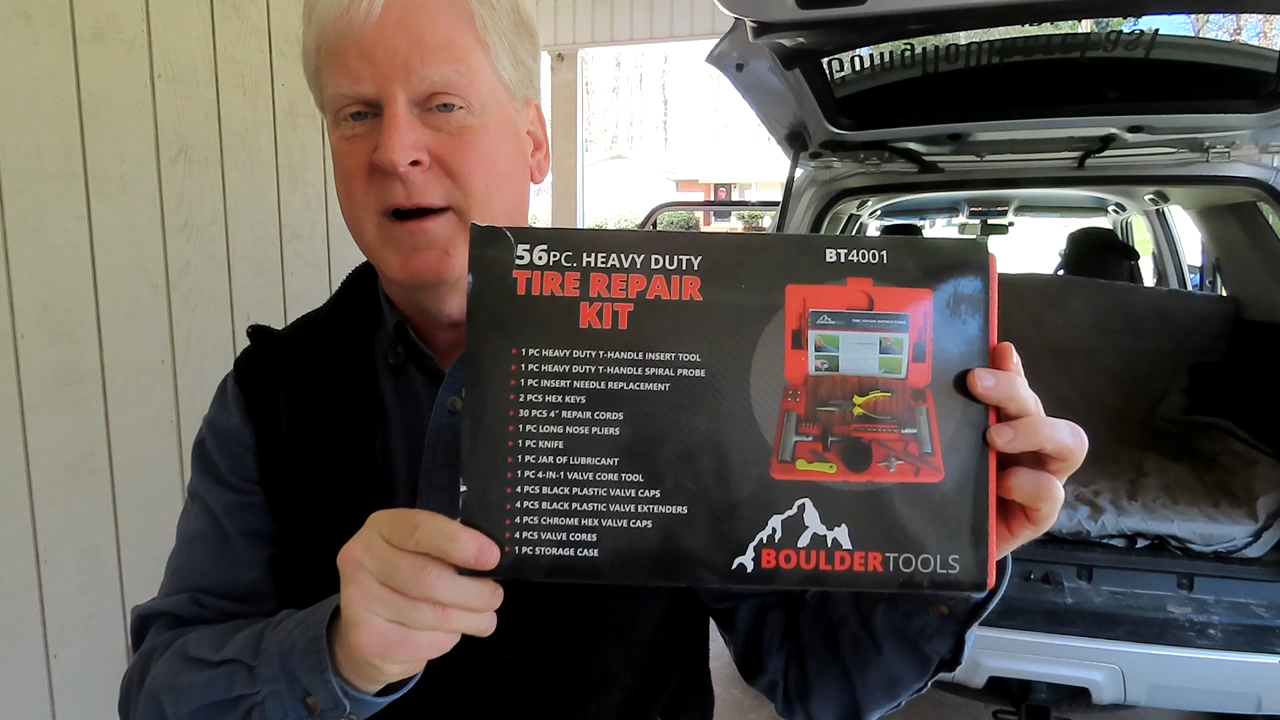 56PC. HEAVY DUTY
TIRE REPAIR
KIT
BT4001
1 PC HEAVY DUTY T-HANDLE INSERT TOOL
1 PC HEAVY DUTY T-HANDLE SPIRAL PROBE
1 PC INSERT NEEDLE REPLACEMENT
2 PCS HEX KEYS
30 PCS 4" REPAIR CORDS
1 PC LONG NOSE PLIERS
1 PC KNIFE
1 PC JAR OF LUBRICANT
1 PC 4-IN-1 VALVE CORE TOOL
4 PCS BLACK PLASTIC VALVE CAPS
4 PCS BLACK PLASTIC VALVE EXTENDERS
4 PCS CHROME HEX VALVE CAPS
4 PCS VALVE CORES
1 PC STORAGE CASE
BOULDERTOOLS TIRE REPAIR INSTRUCTIONS
BOULDERTOOLS